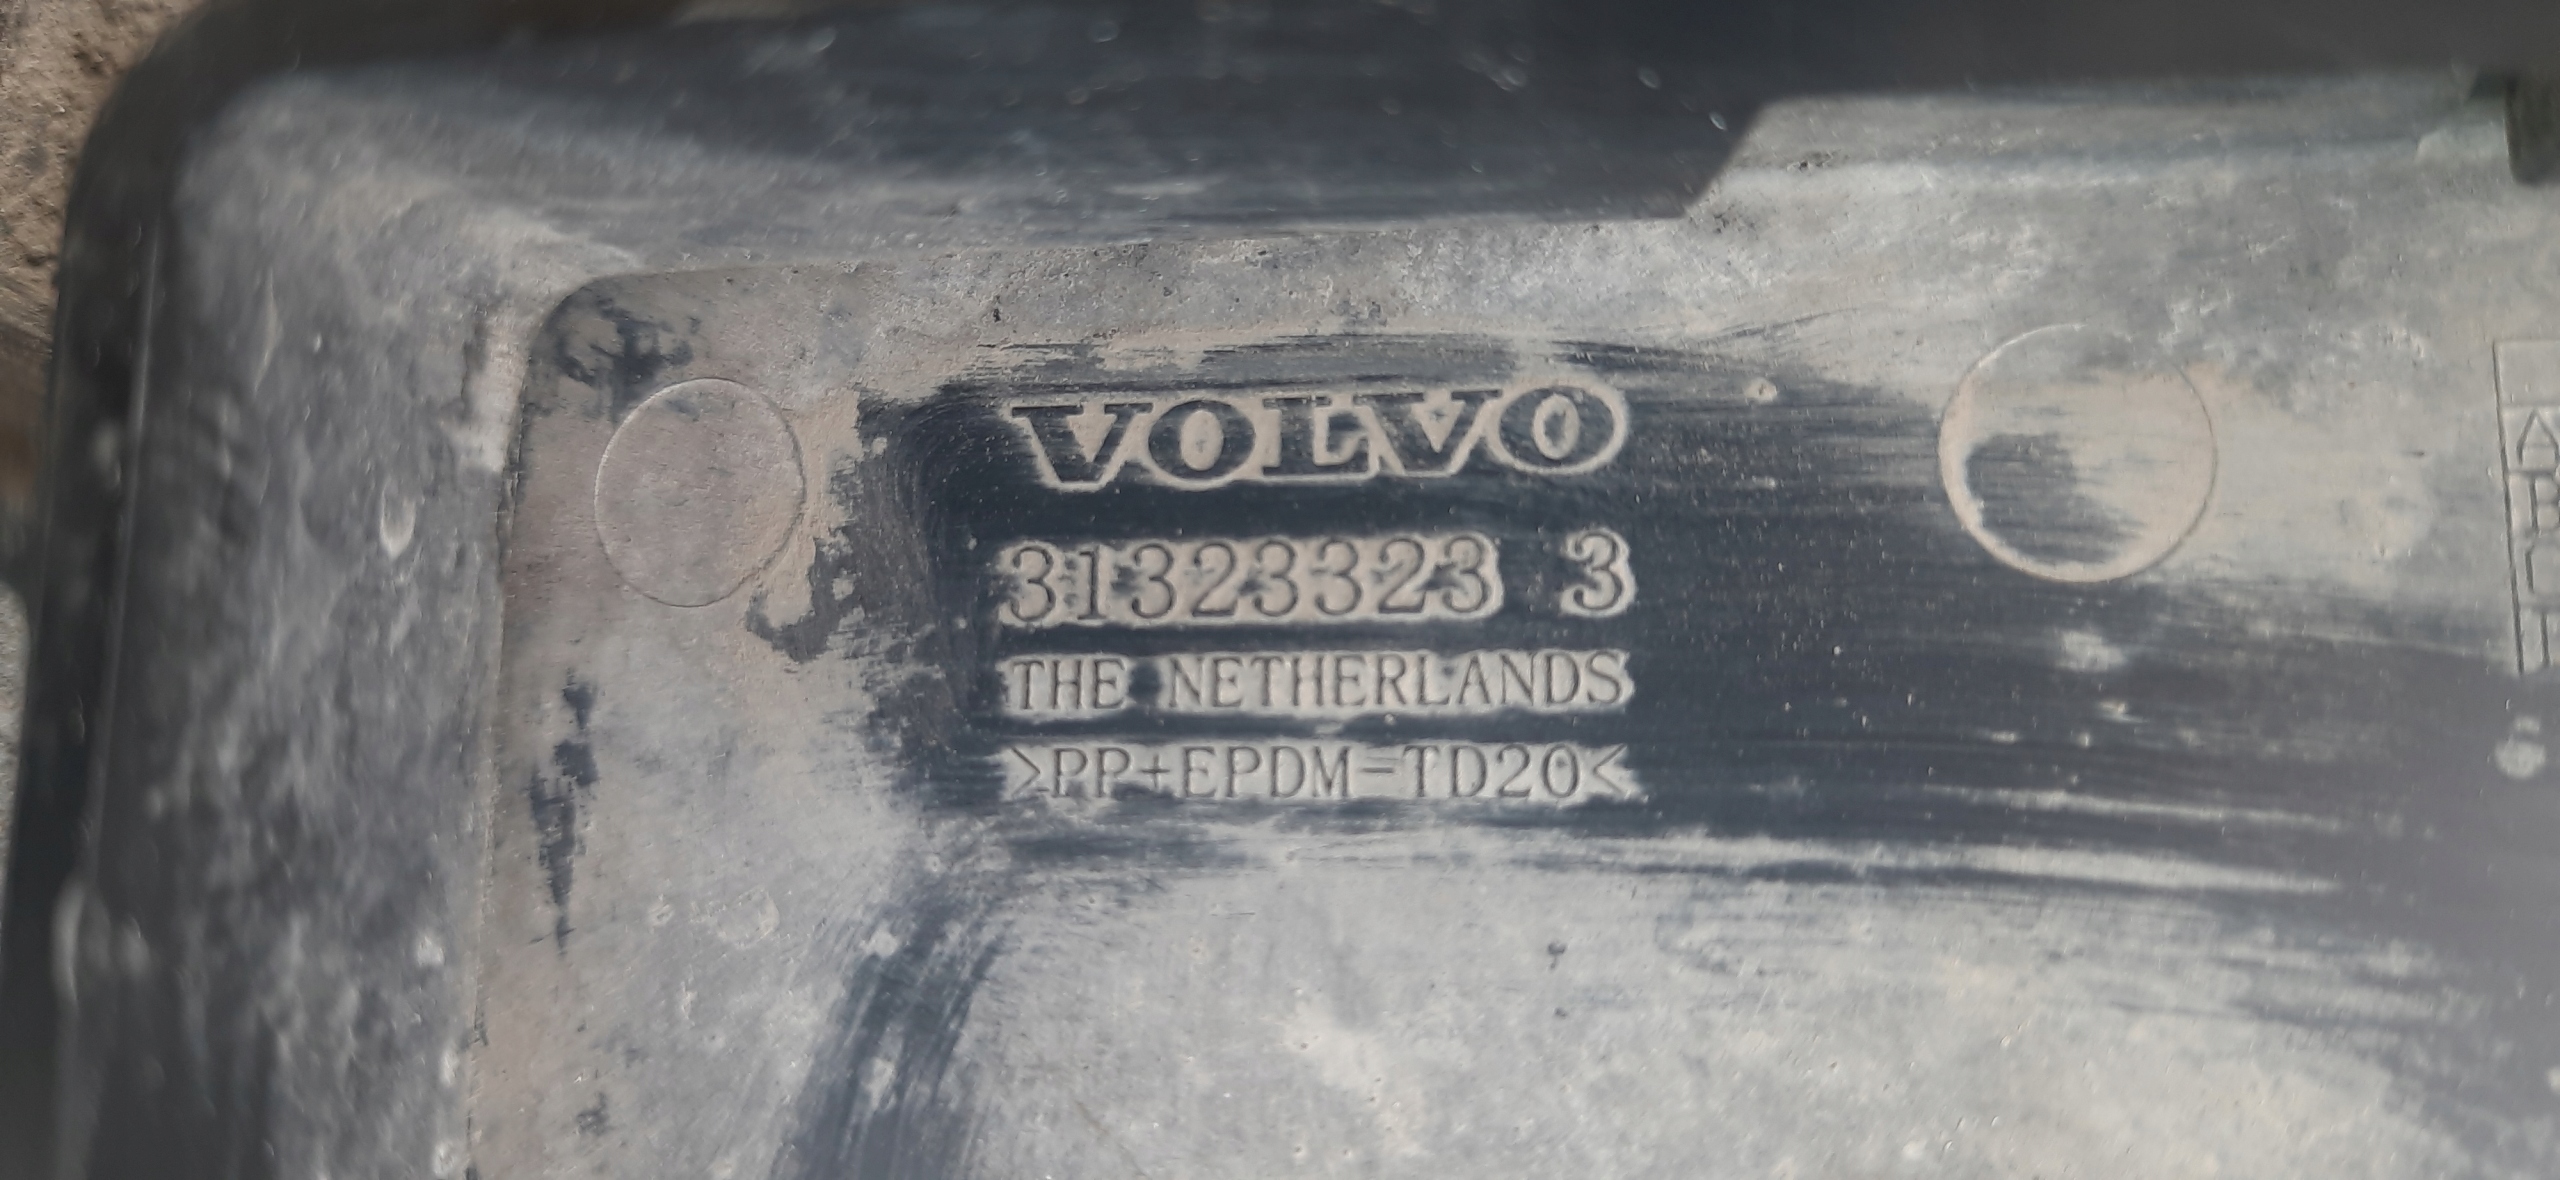 VOLVO
31323323 3
THE NETHERLANDS
>PP+EPDM-TD20<